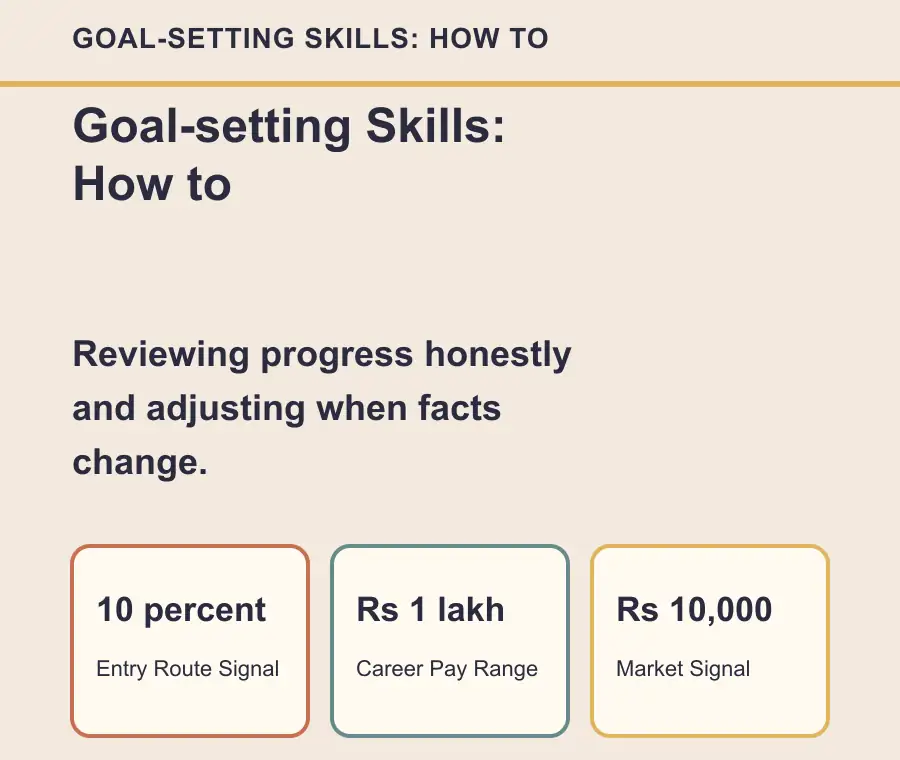 GOAL-SETTING SKILLS: HOW TO
Goal-setting Skills:
How to
Reviewing progress honestly
and adjusting when facts
change.
10 percent
Entry Route Signal
Rs 1 lakh
Career Pay Range
Rs 10,000
Market Signal